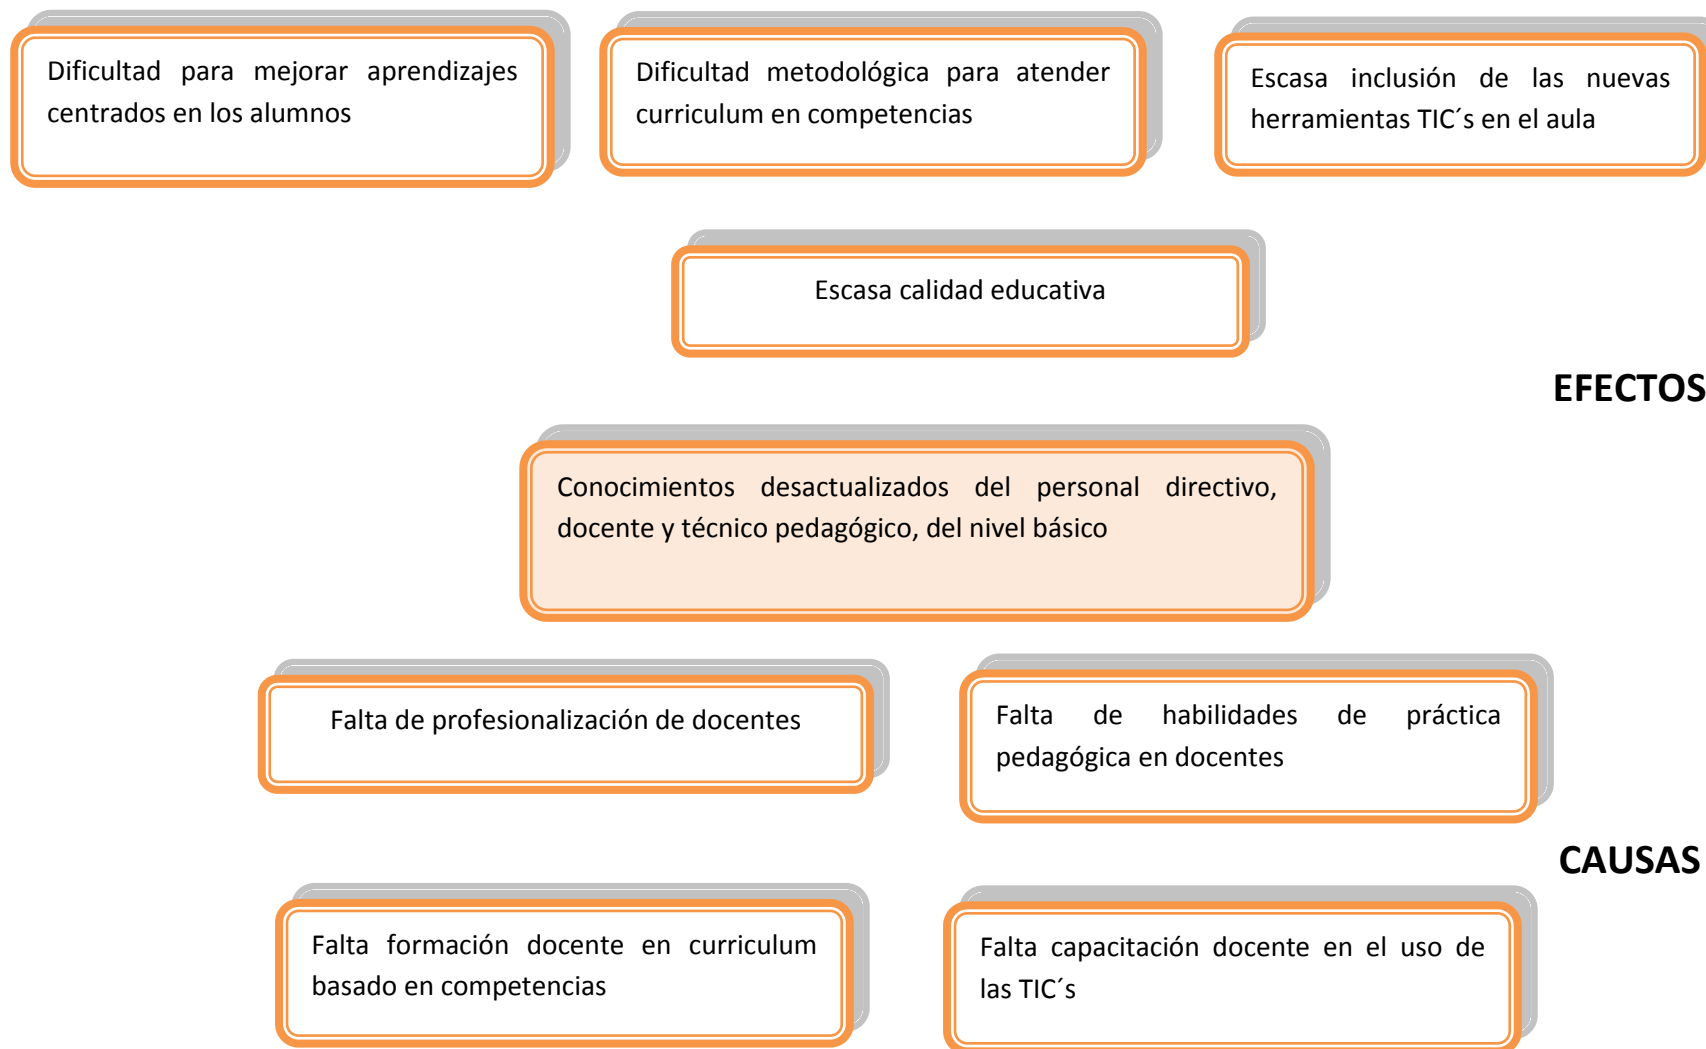 Dificultad para mejorar aprendizajes
centrados en los alumnos
Dificultad metodológica para atender
curriculum en competencias
Escasa inclusión de las nuevas
herramientas TIC´s en el aula
Escasa calidad educativa
EFECTOS
Conocimientos desactualizados del personal directivo,
docente y técnico pedagógico, del nivel básico
Falta de profesionalización de docentes
Falta de habilidades de práctica
pedagógica en docentes
CAUSAS
Falta formación docente en curriculum
basado en competencias
Falta capacitación docente en el uso de
las TIC´s